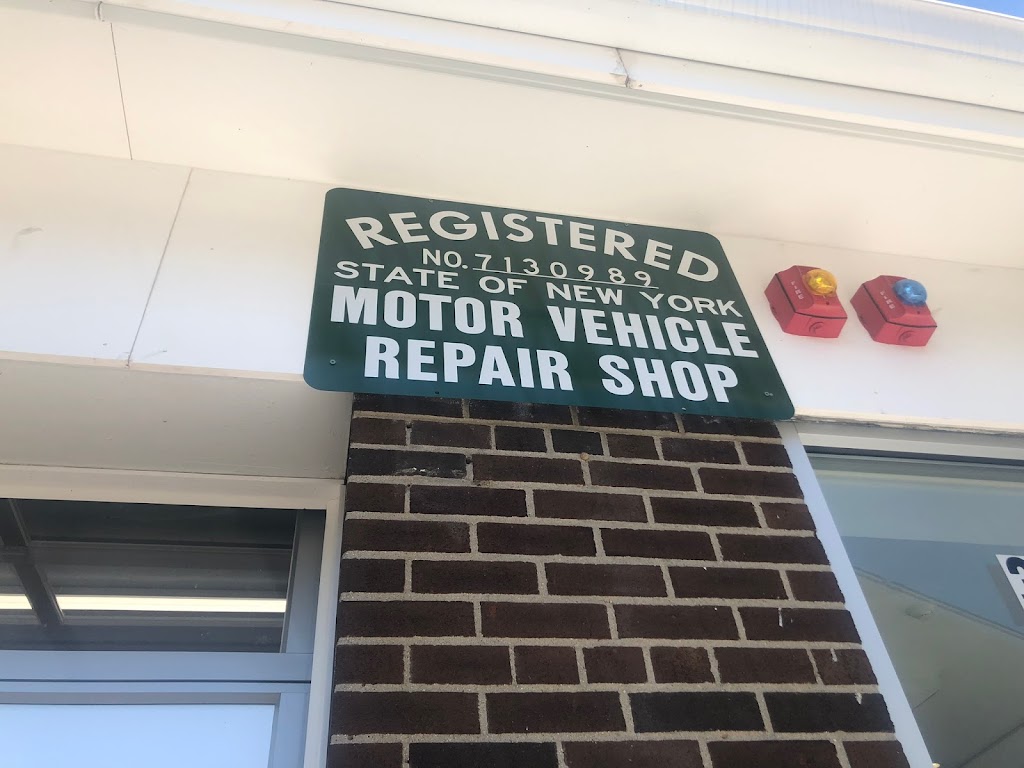 REGISTERED
NO. 7130989
STATE OF NEW YORK
MOTOR VEHICLE
REPAIR SHOP